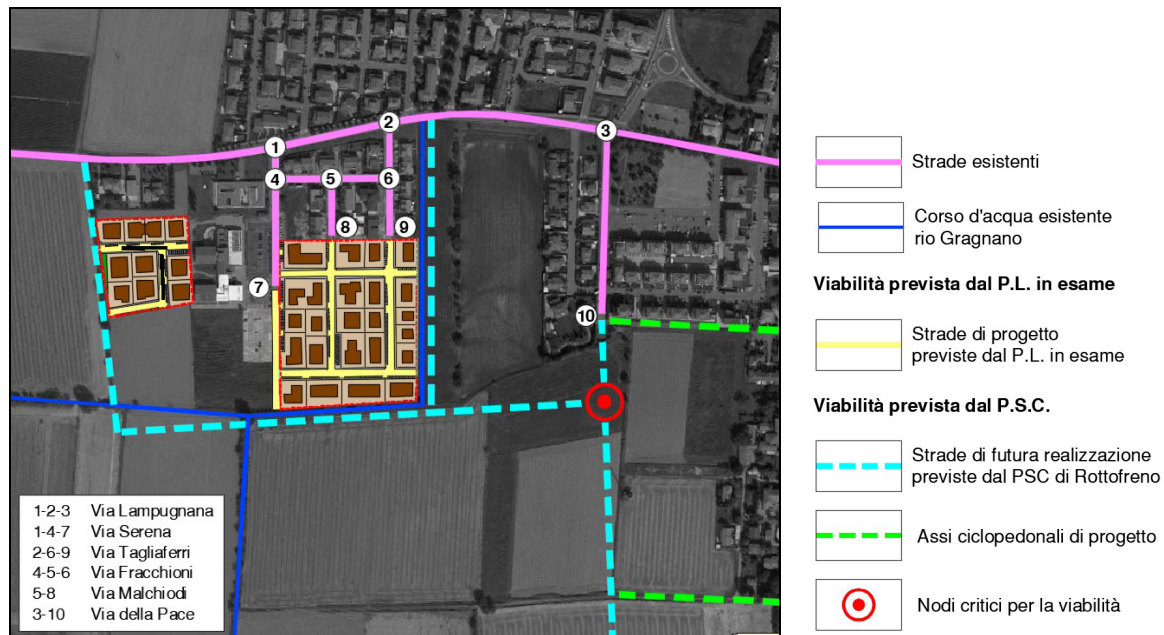 1
2
3
4
5
6
7
8
9
10
1-2-3 Via Lampugnana
1-4-7 Via Serena
2-6-9 Via Tagliaferri
4-5-6 Via Fracchioni
5-8 Via Malchiodi
3-10 Via della Pace
Strade esistenti
Corso d'acqua esistente
rio Gragnano
Viabilità prevista dal P.L. in esame
Strade di progetto
previste dal P.L. in esame
Viabilità prevista dal P.S.C.
Strade di futura realizzazione
previste dal PSC di Rottofreno
Assi ciclopedonali di progetto
Nodi critici per la viabilità